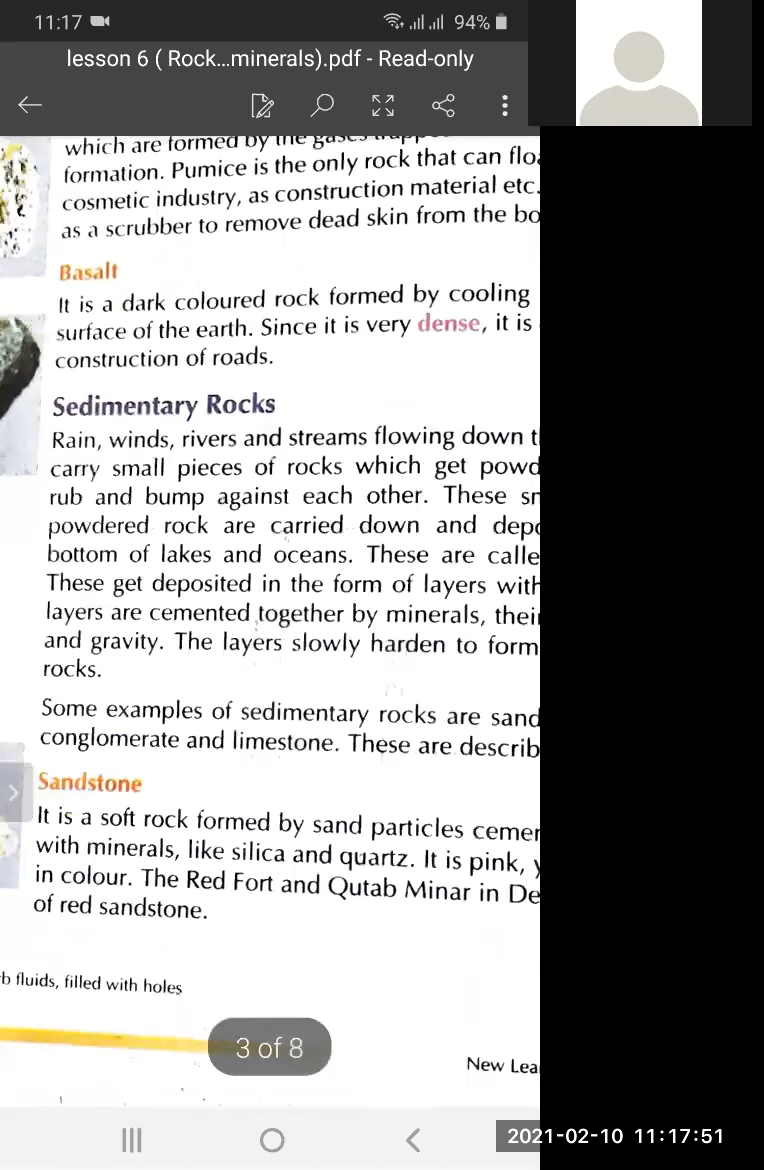 11:17 94%
lesson 6 ( Rock...minerals).pdf - Read-only
which are formed by the gases
formation. Pumice is the only rock that can
cosmetic industry, as construction material etc.
as a scrubber to remove dead skin from the
Basalt
It is a dark coloured rock formed by cooling
surface of the earth. Since it is very dense, it is
construction of roads.
Sedimentary Rocks
Rain, winds, rivers and streams flowing down
carry small pieces of rocks which get
rub and bump against each other. These
powdered rock are carried down and
bottom of lakes and oceans. These are
These get deposited in the form of layers
layers are cemented together by minerals,
and gravity. The layers slowly harden to form
rocks.
Some examples of sedimentary rocks are
conglomerate and limestone. These are
Sandstone
It is a soft rock formed by sand particles
with minerals, like silica and quartz. It is pink,
in colour. The Red Fort and Qutab Minar in
of red sandstone.
b fluids, filled with holes
3 of 8
New
2021-02-10 11:17:51